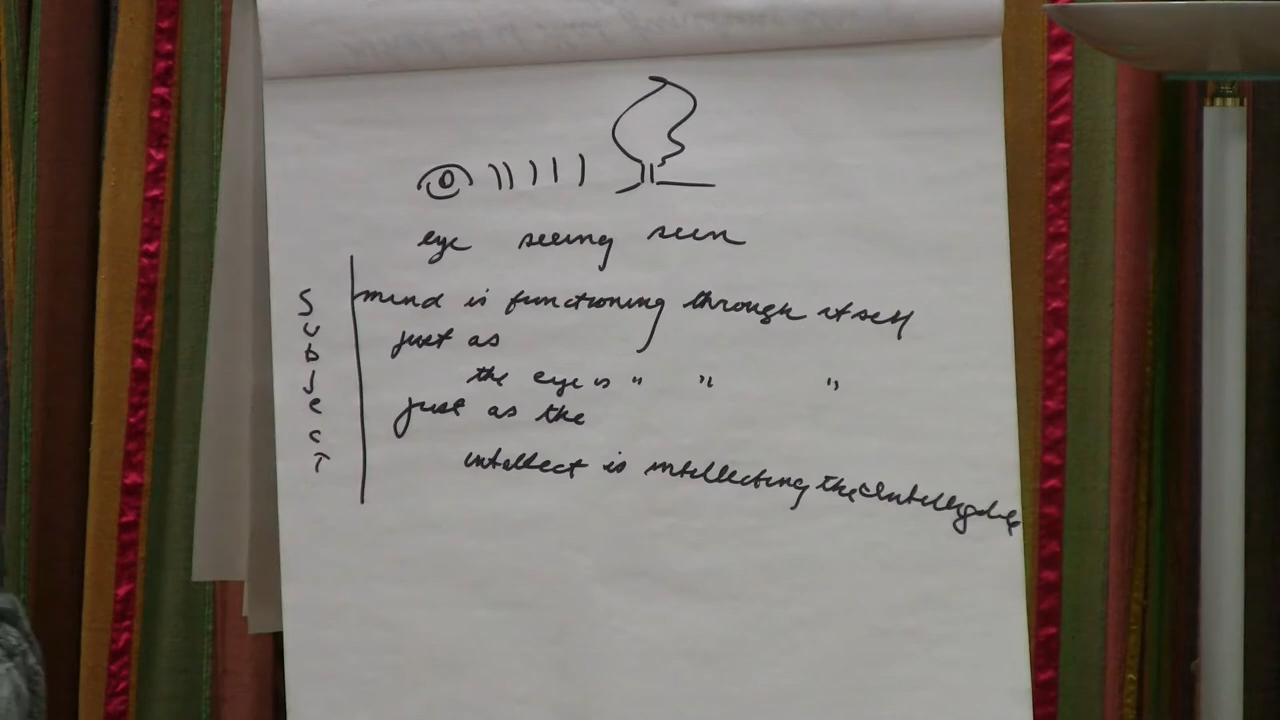 eye seeing seen
Subject
mind is functioning through itself
just as
the eye is " " "
just as the
intellect is intellecting the intelligible